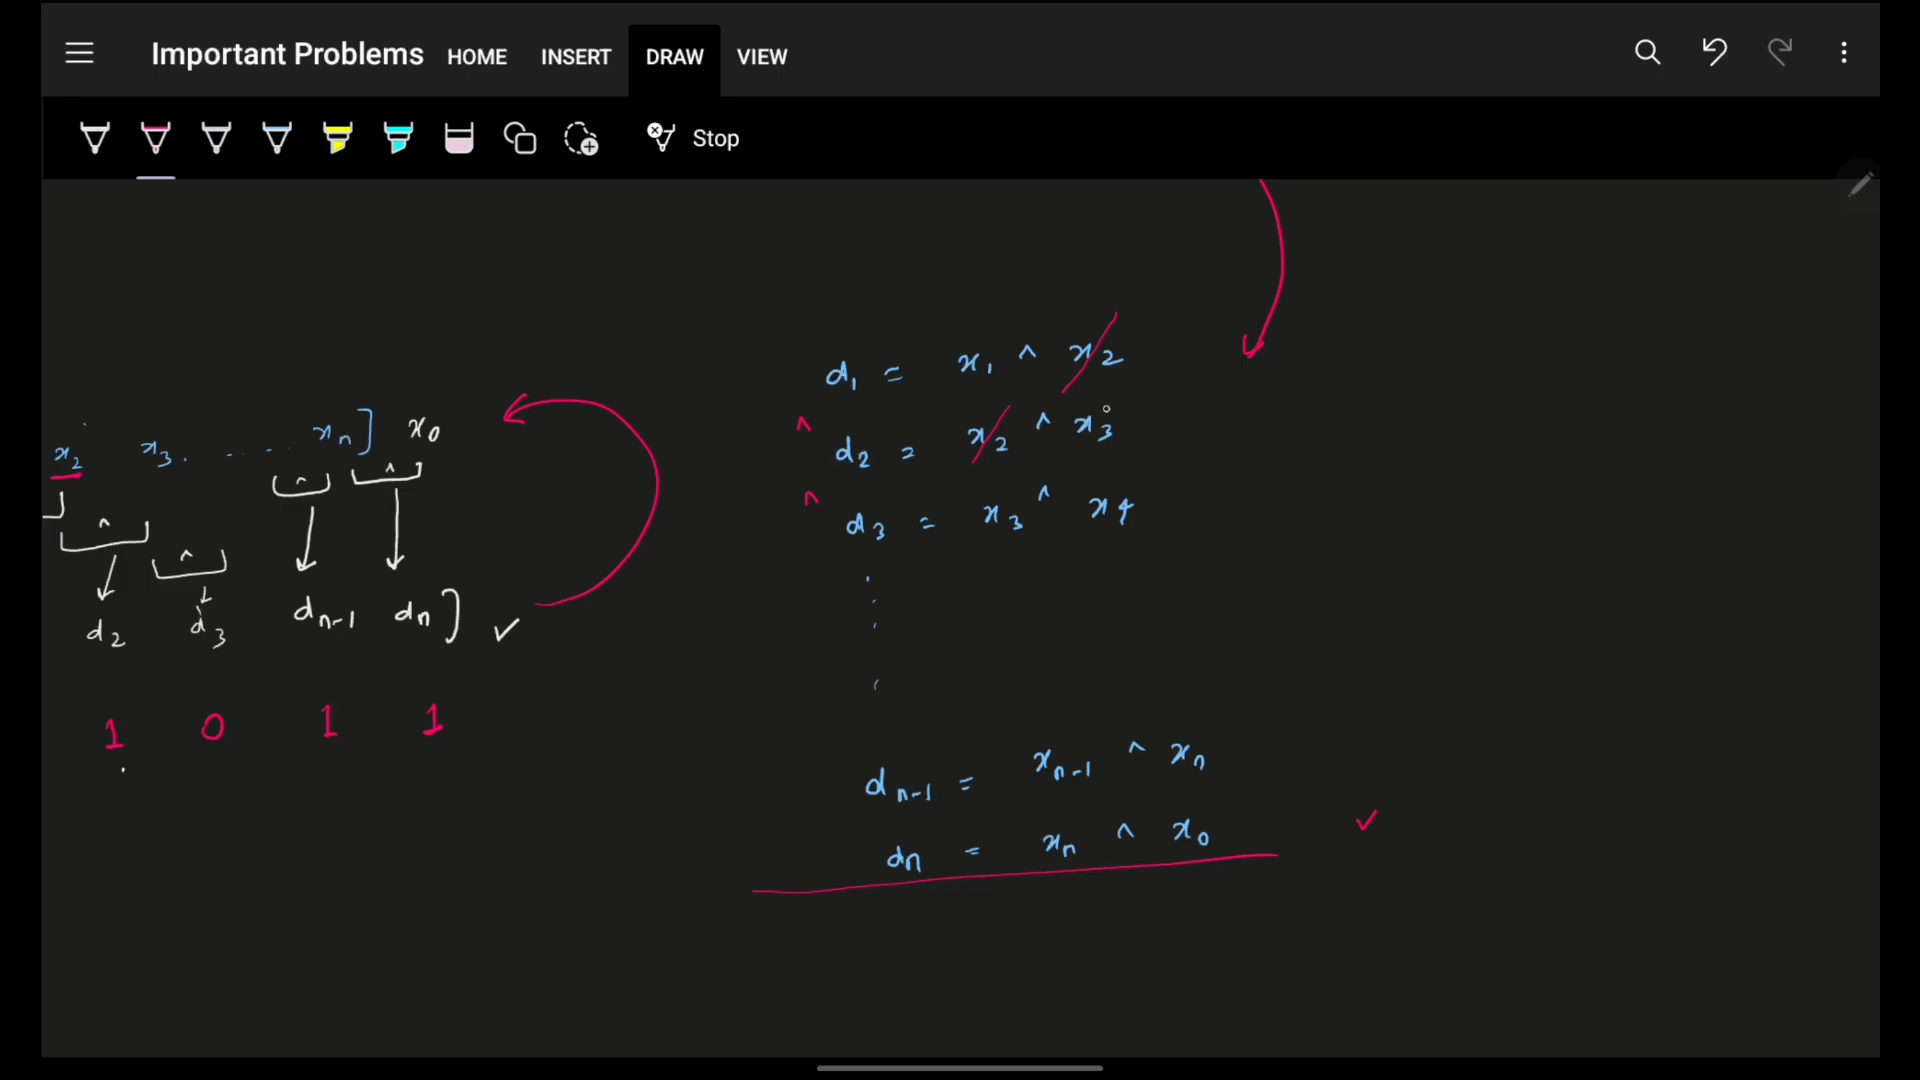 Important Problems HOME INSERT DRAW VIEW
Stop
x2 x3. ..... xn] x0
^ ^
^ ^
d2 d3 dn-1 dn] ✓
1 0 1 1
d1 = x1 ^ x2
^ d2 = x2 ^ x3
^ d3 = x3 ^ x4
dn-1 = xn-1 ^ xn
dn = xn ^ x0 ✓